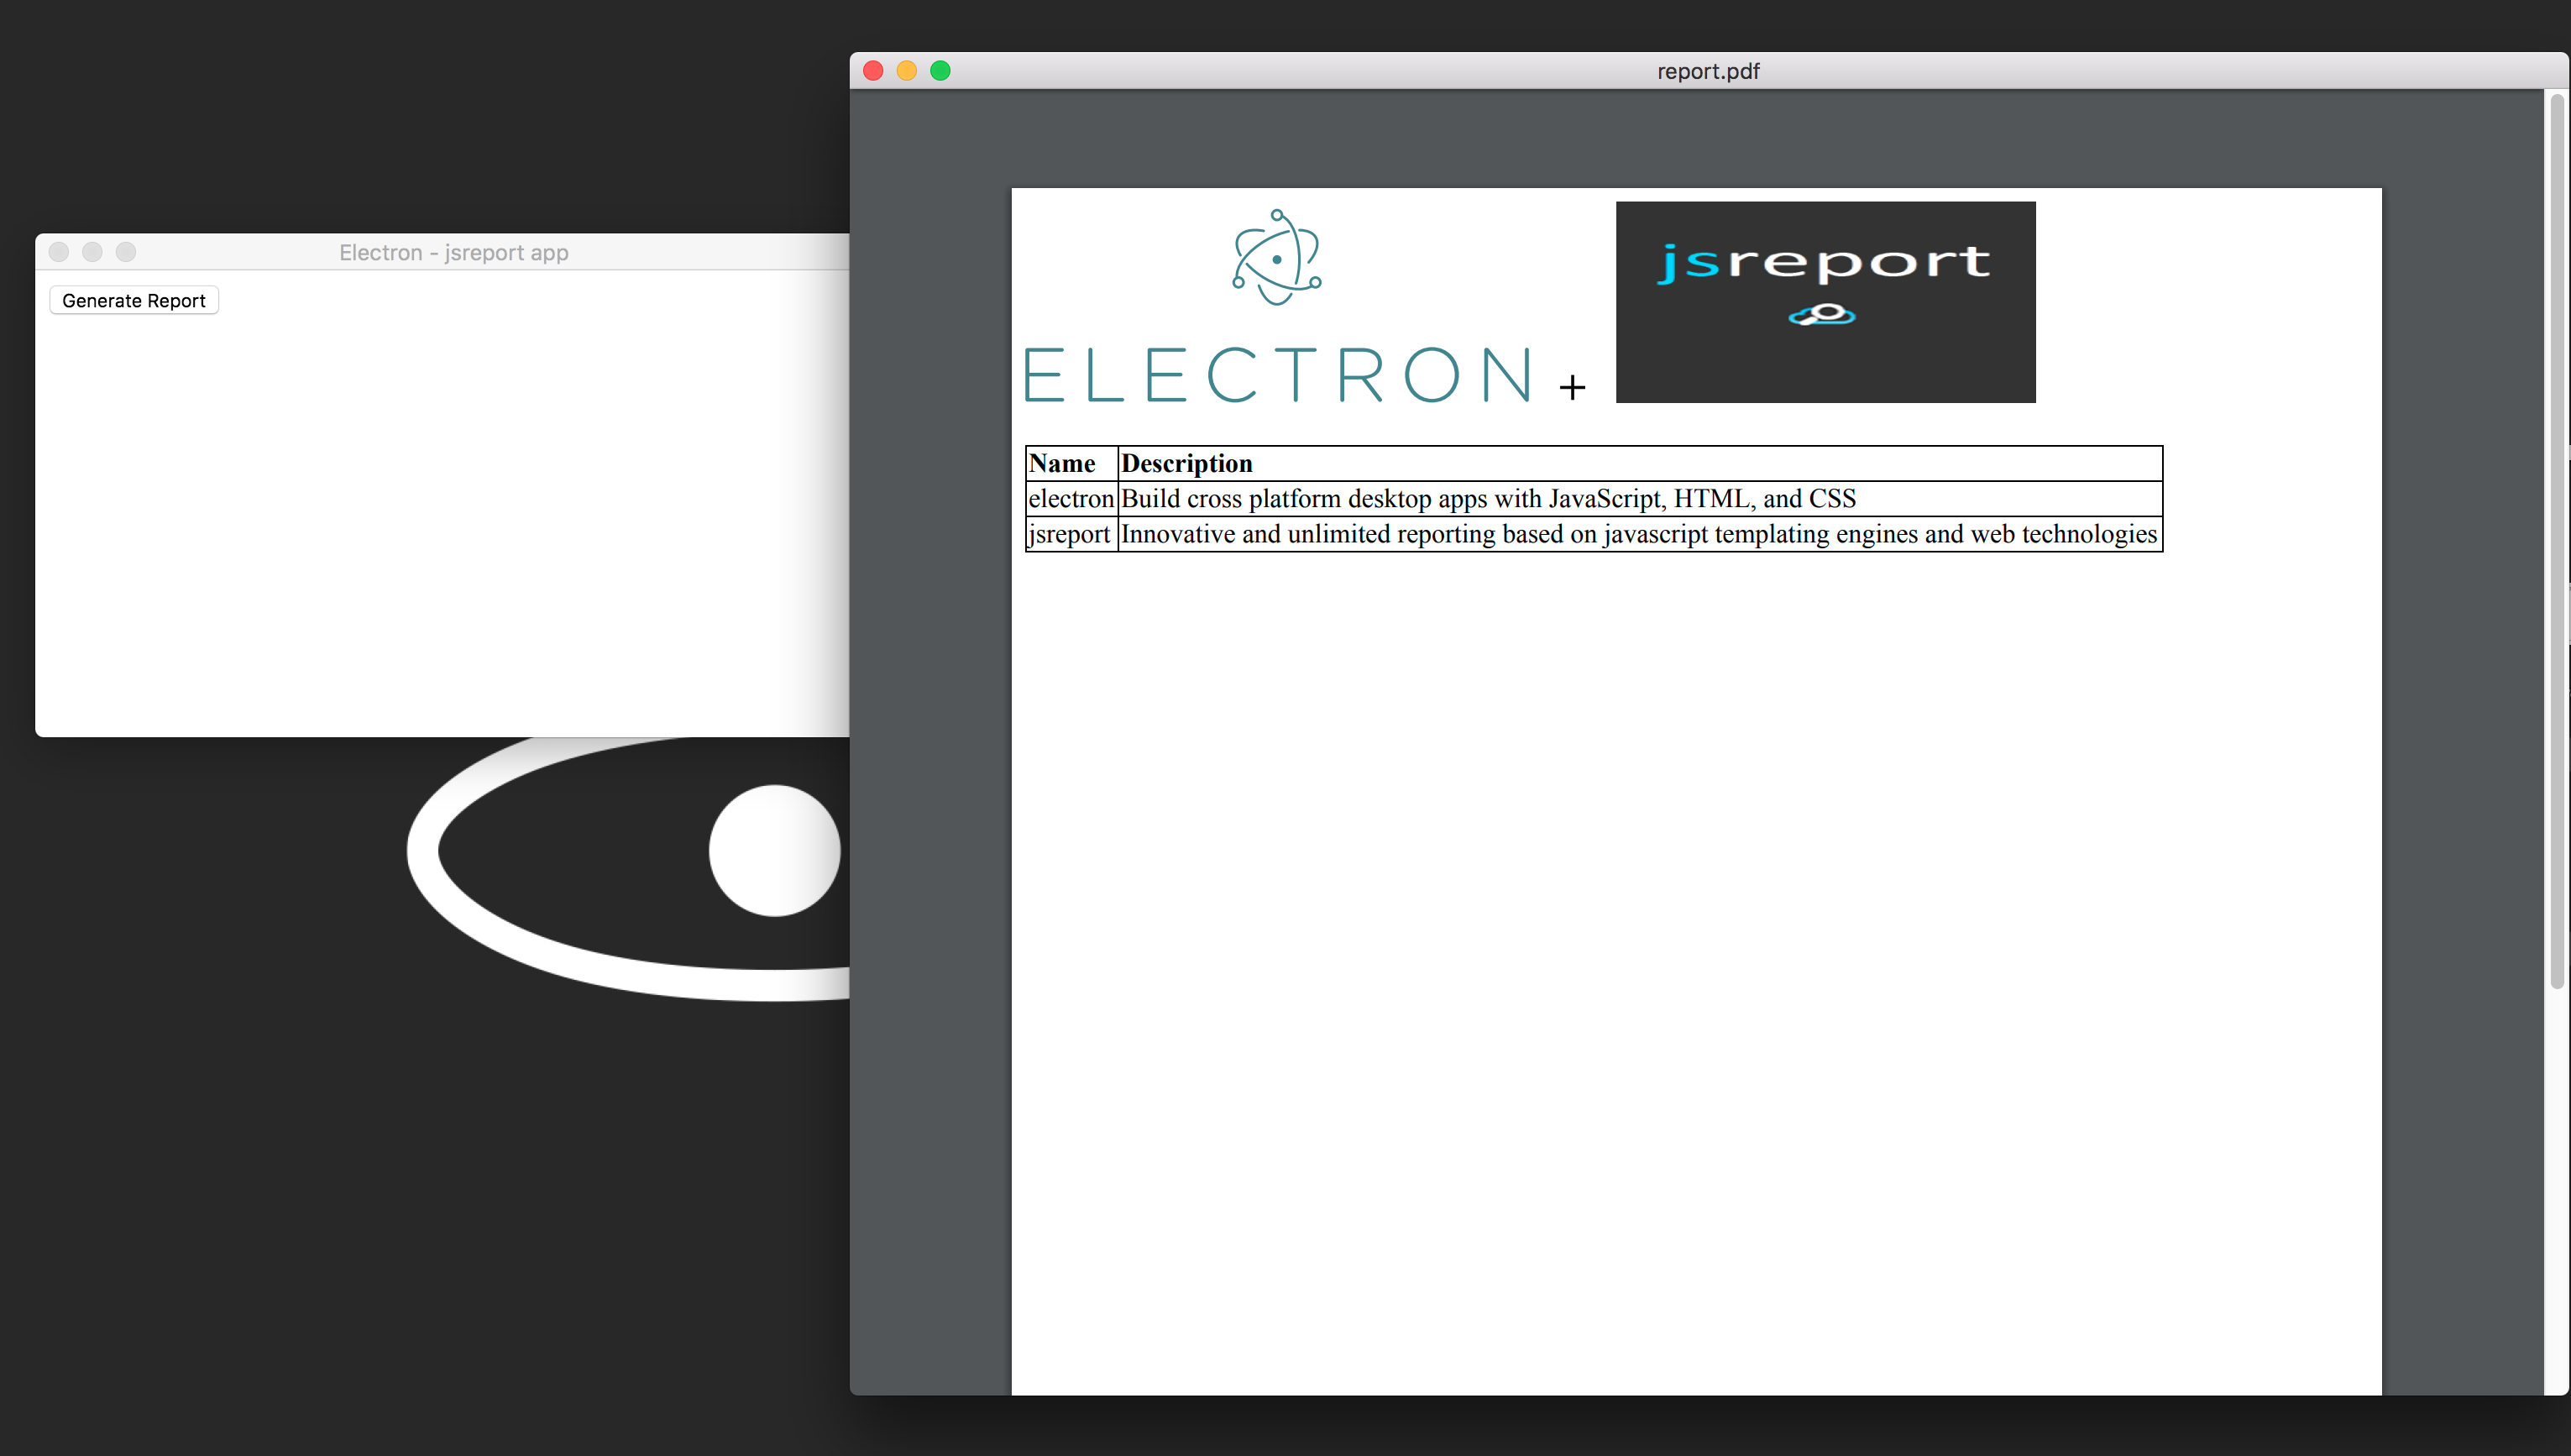 report.pdf
Electron - jsreport app
Generate Report
jsreport
ELECTRON +
Name Description
electron Build cross platform desktop apps with JavaScript, HTML, and CSS
jsreport Innovative and unlimited reporting based on javascript templating engines and web technologies